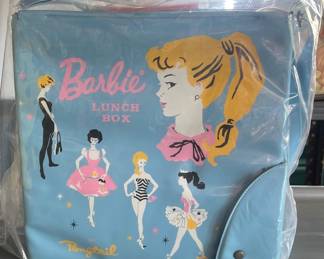 Barbie
LUNCH
BOX
Ponytail